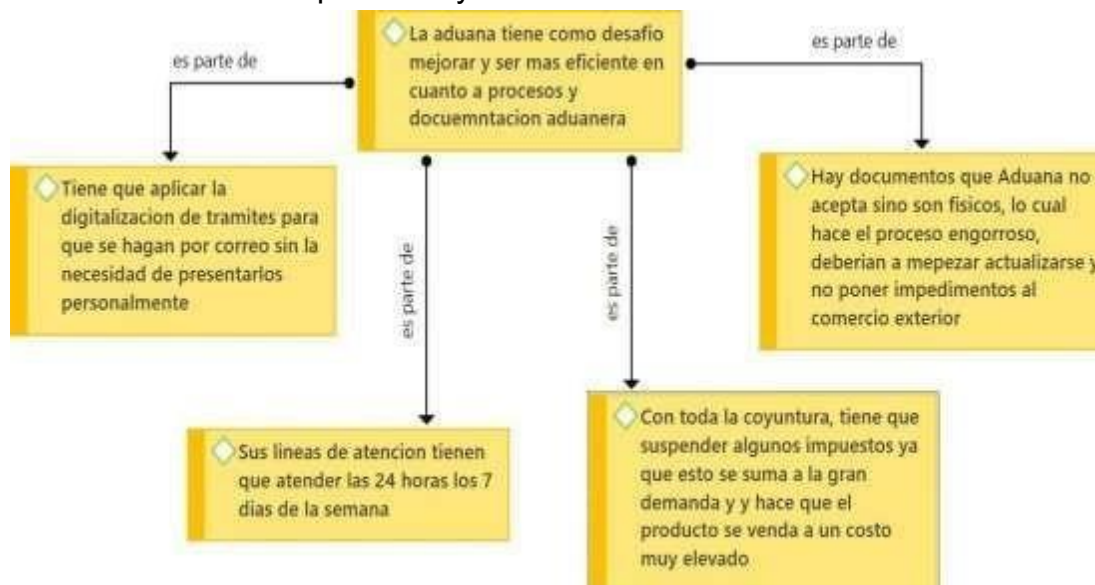 La aduana tiene como desafio
mejorar y ser mas eficiente en
cuanto a procesos y
docuemntacion aduanera
es parte de
es parte de
Tiene que aplicar la
digitalizacion de tramites para
que se hagan por correo sin la
necesidad de presentarlos
personalmente
Hay documentos que Aduana no
acepta sino son fisicos, lo cual
hace el proceso engorroso,
deberian a mepezar actualizarse y
no poner impedimentos al
comercio exterior
es parte de
es parte de
Sus lineas de atencion tienen
que atender las 24 horas los 7
dias de la semana
Con toda la coyuntura, tiene que
suspender algunos impuestos ya
que esto se suma a la gran
demanda y y hace que el
producto se venda a un costo
muy elevado